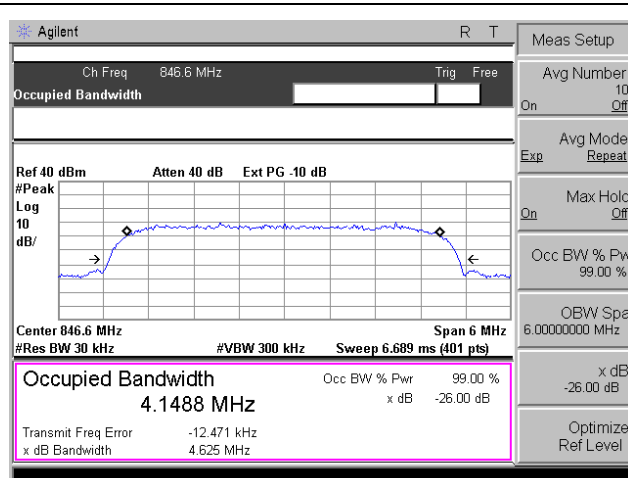 Agilent R T
Ch Freq 846.6 MHz Trig Free
Occupied Bandwidth
Ref 40 dBm Atten 40 dB Ext PG -10 dB
#Peak
Log
10
dB/
Center 846.6 MHz Span 6 MHz
#Res BW 30 kHz #VBW 300 kHz Sweep 6.689 ms (401 pts)
Occupied Bandwidth
4.1488 MHz
Occ BW % Pwr 99.00 %
x dB -26.00 dB
Transmit Freq Error -12.471 kHz
x dB Bandwidth 4.625 MHz
Meas Setup
Avg Number
10
On Off
Avg Mode
Exp Repeat
Max Hold
On Off
Occ BW % Pw
99.00 %
OBW Spa
6.00000000 MHz
x dB
-26.00 dB
Optimize
Ref Level